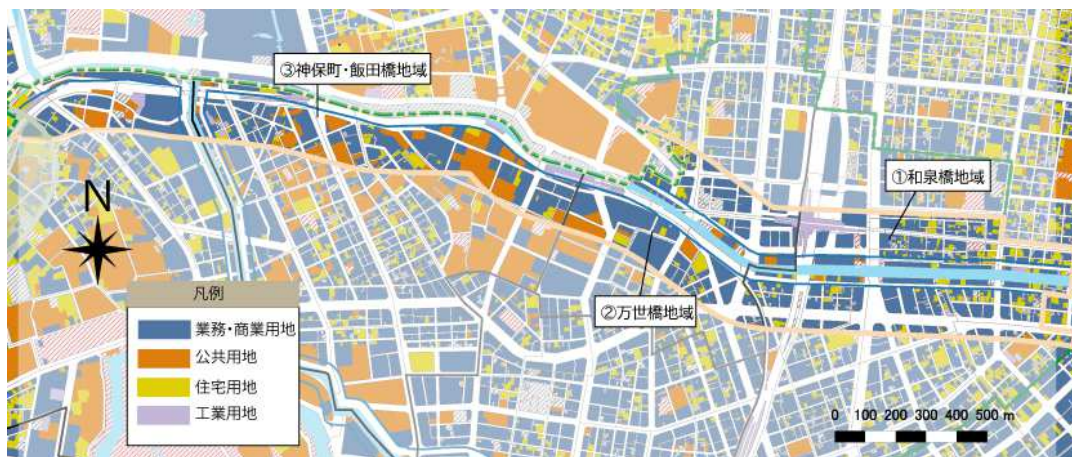 ③神保町・飯田橋地域
①和泉橋地域
②万世橋地域
N
凡例
業務・商業用地
公共用地
住宅用地
工業用地
0 100 200 300 400 500 m